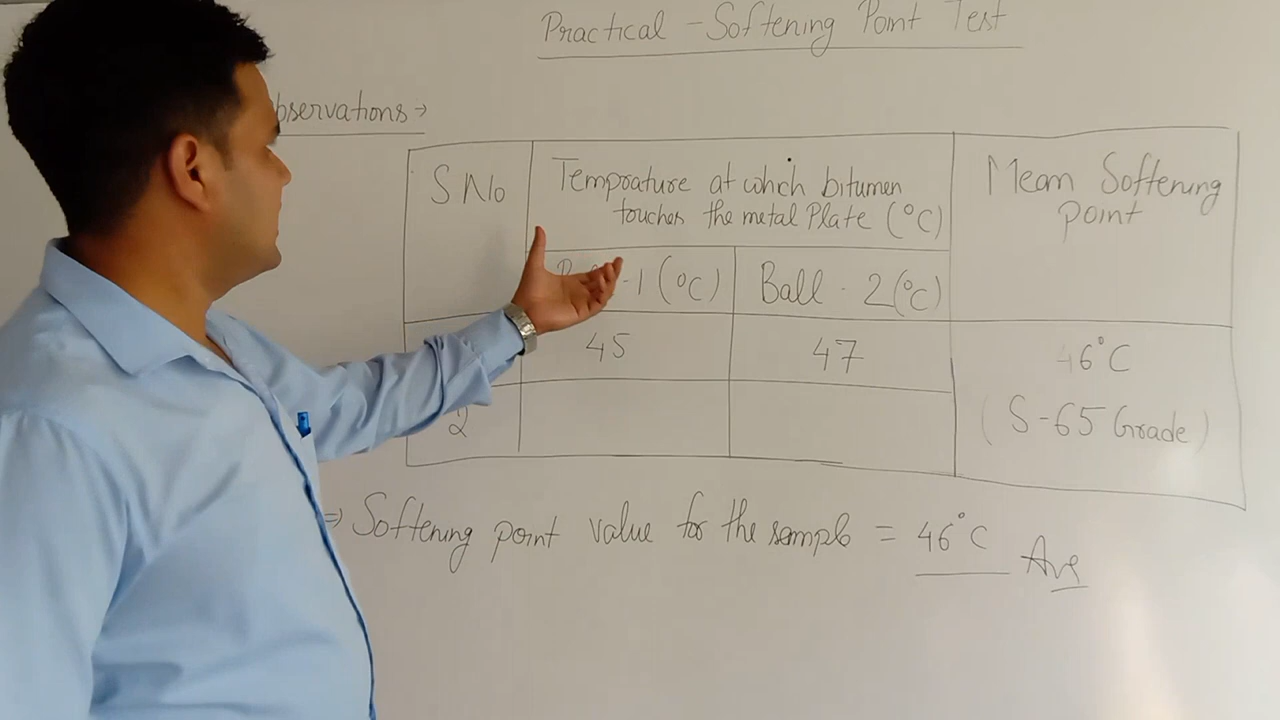 Practical - Softening Point Test
bservations →
S No
Temprature at which bitumen
touches the metal Plate (°C)
Mean Softening
point
-1 (°C)
Ball - 2 (°C)
45
47
46°C
2
(S-65 Grade)
⇒ Softening point value for the sample = 46°C Ans